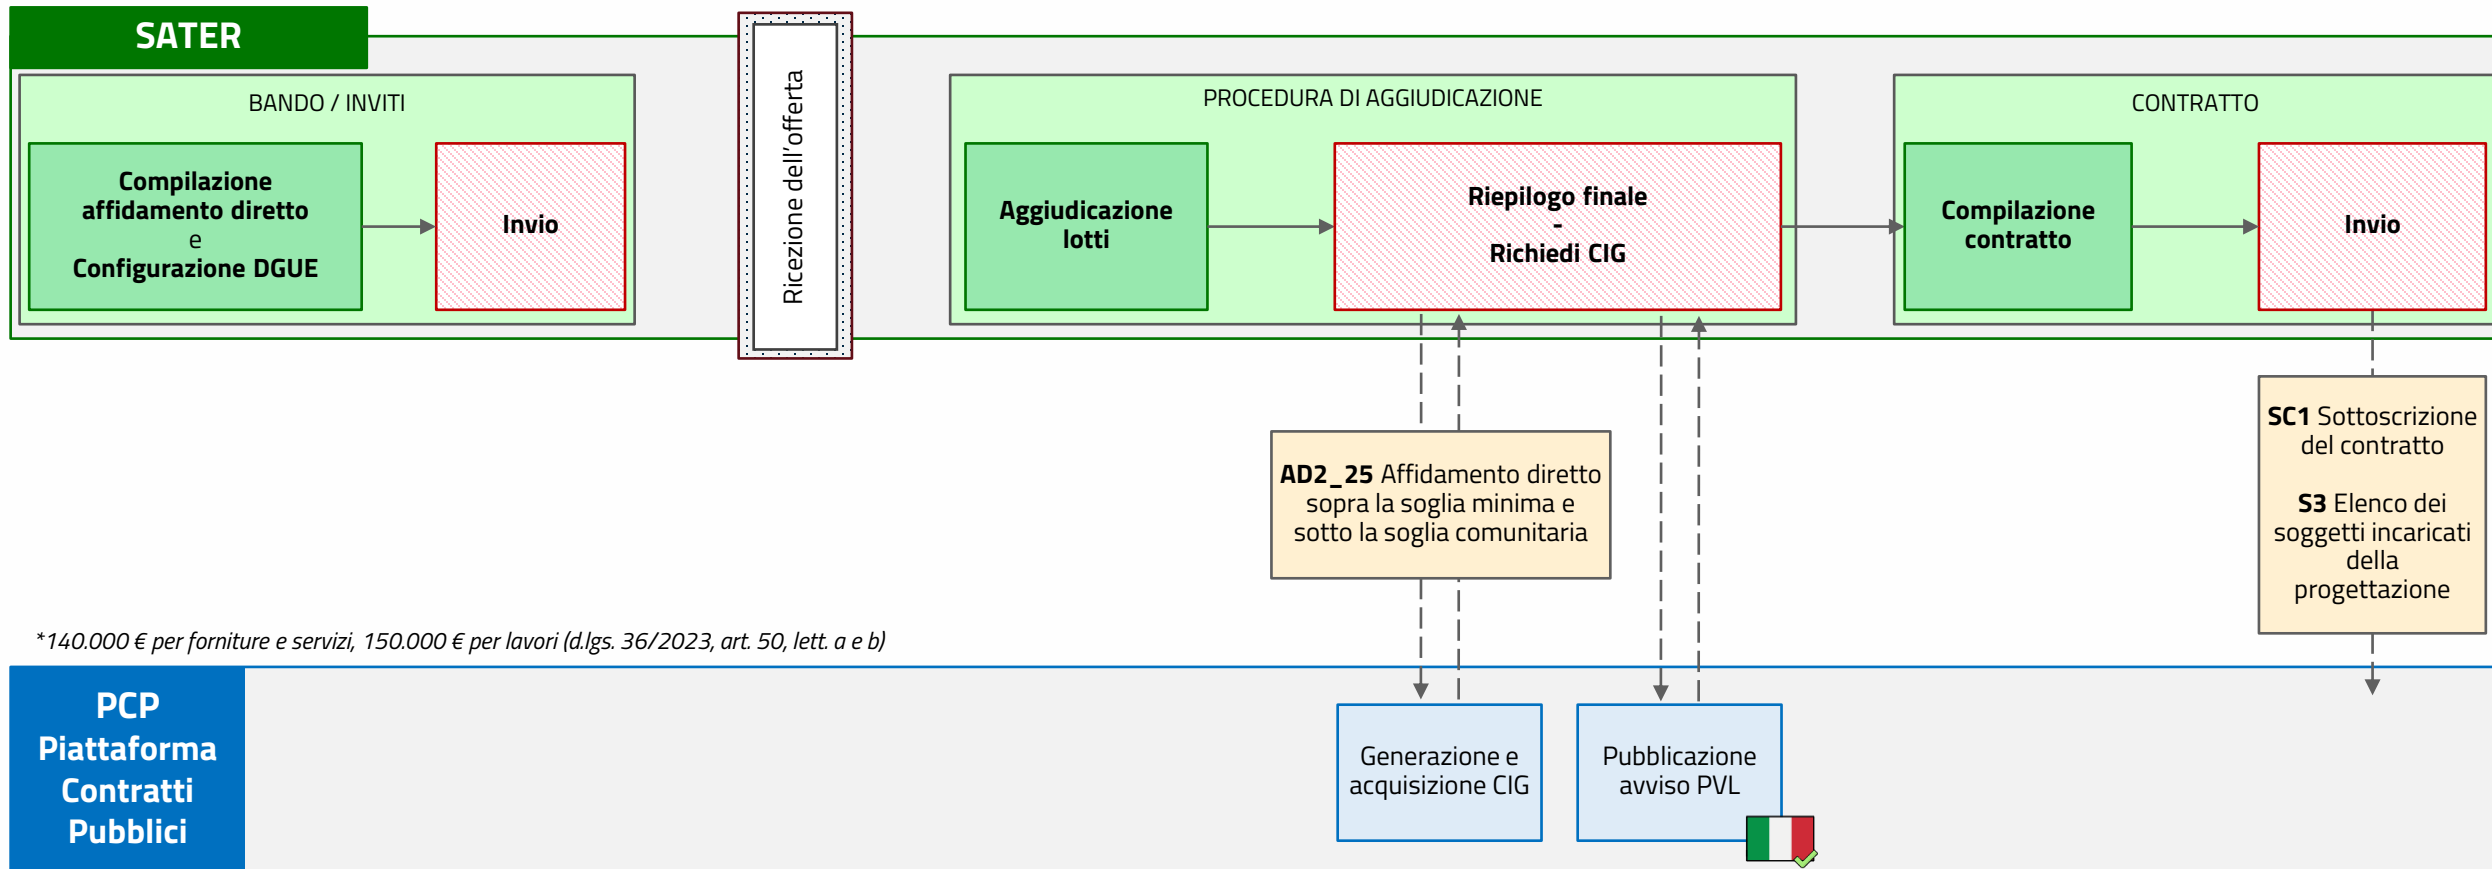 SATER
BANDO / INVITI
Compilazione
affidamento diretto
e
Configurazione DGUE
Invio
Ricezione dell'offerta
PROCEDURA DI AGGIUDICAZIONE
Aggiudicazione
lotti
Riepilogo finale
-
Richiedi CIG
CONTRATTO
Compilazione
contratto
Invio
AD2_25 Affidamento diretto
sopra la soglia minima e
sotto la soglia comunitaria
SC1 Sottoscrizione
del contratto
S3 Elenco dei
soggetti incaricati
della
progettazione
*140.000 € per forniture e servizi, 150.000 € per lavori (d.lgs. 36/2023, art. 50, lett. a e b)
PCP
Piattaforma
Contratti
Pubblici
Generazione e
acquisizione CIG
Pubblicazione
avviso PVL